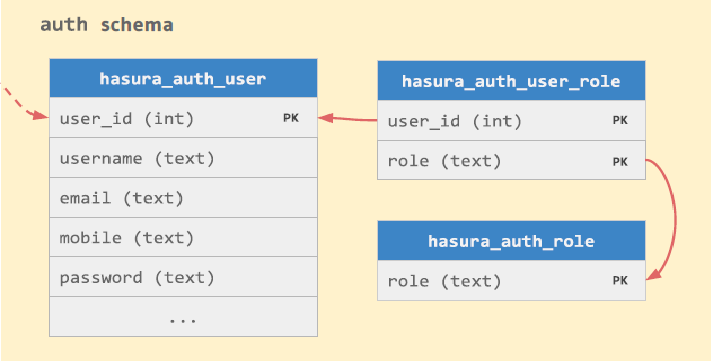 auth schema
hasura_auth_user
user_id (int) PK
username (text)
email (text)
mobile (text)
password (text)
...
hasura_auth_user_role
user_id (int) PK
role (text) PK
hasura_auth_role
role (text) PK